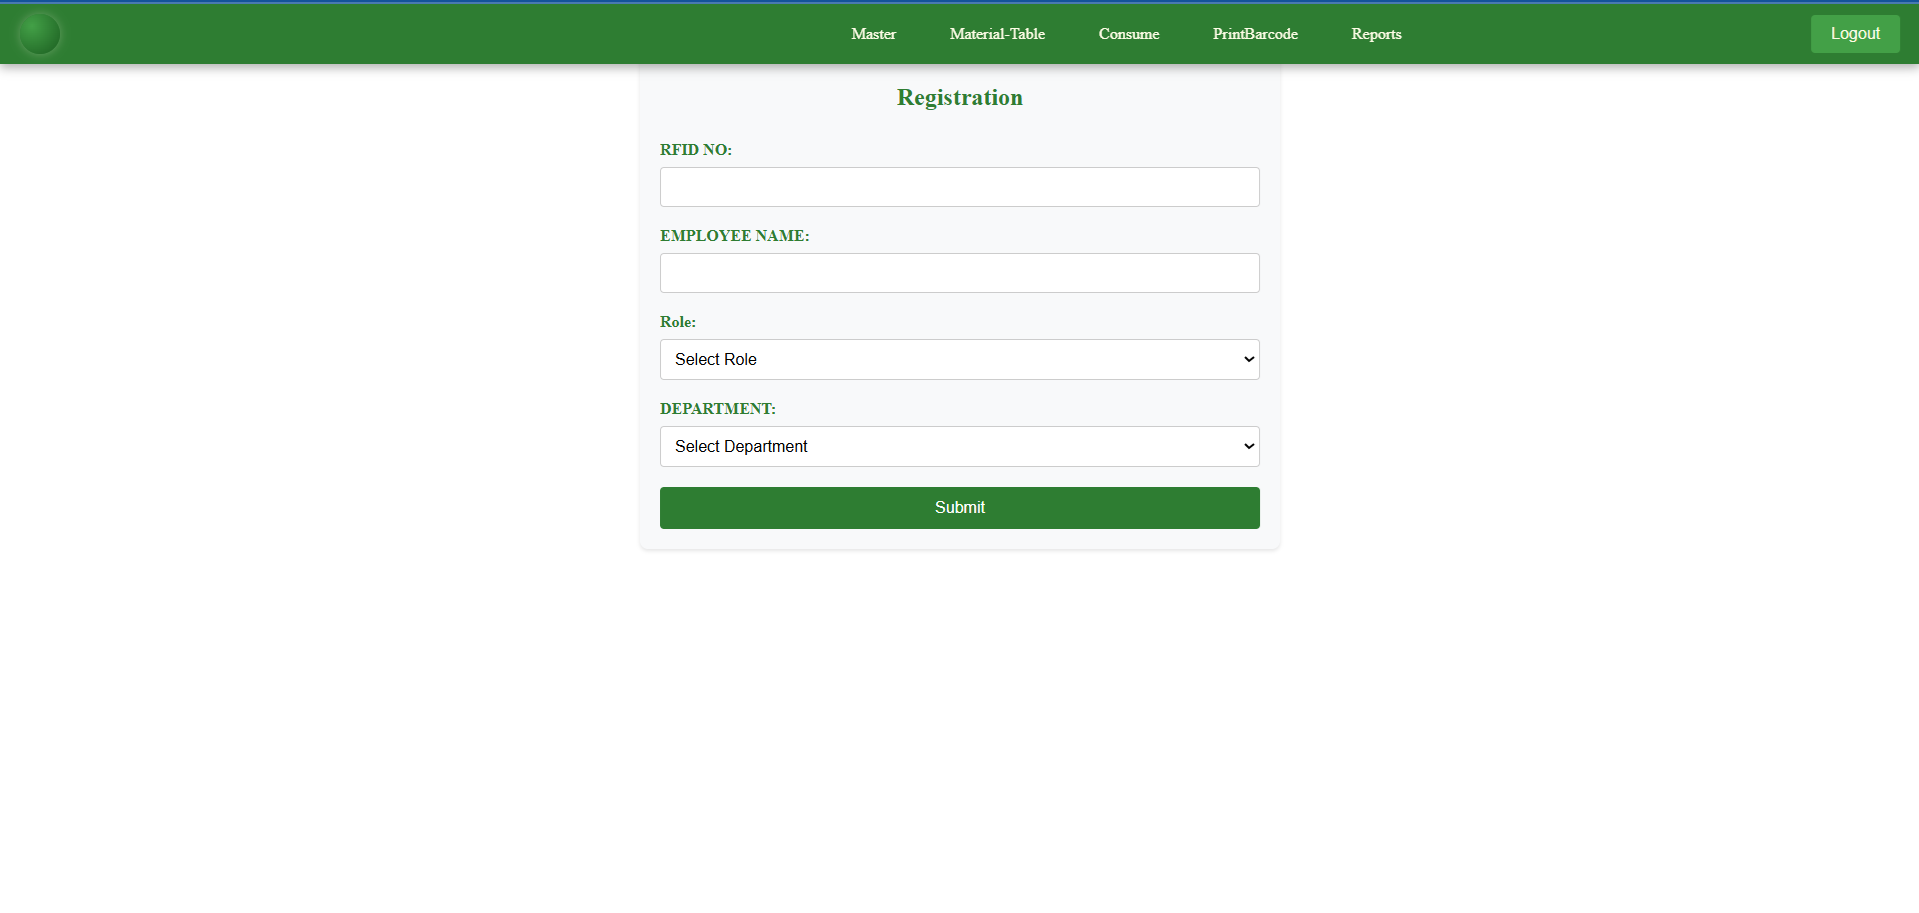 Master Material-Table Consume PrintBarcode Reports Logout
Registration
RFID NO:
EMPLOYEE NAME:
Role:
Select Role
DEPARTMENT:
Select Department
Submit